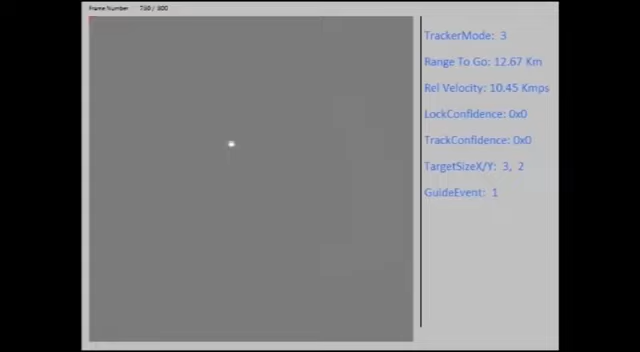 Frame Number 750 / 800
TrackerMode: 3
Range To Go: 12.67 Km
Rel Velocity: 10.45 Kmps
LockConfidence: 0x0
TrackConfidence: 0x0
TargetSizeX/Y: 3, 2
GuideEvent: 1